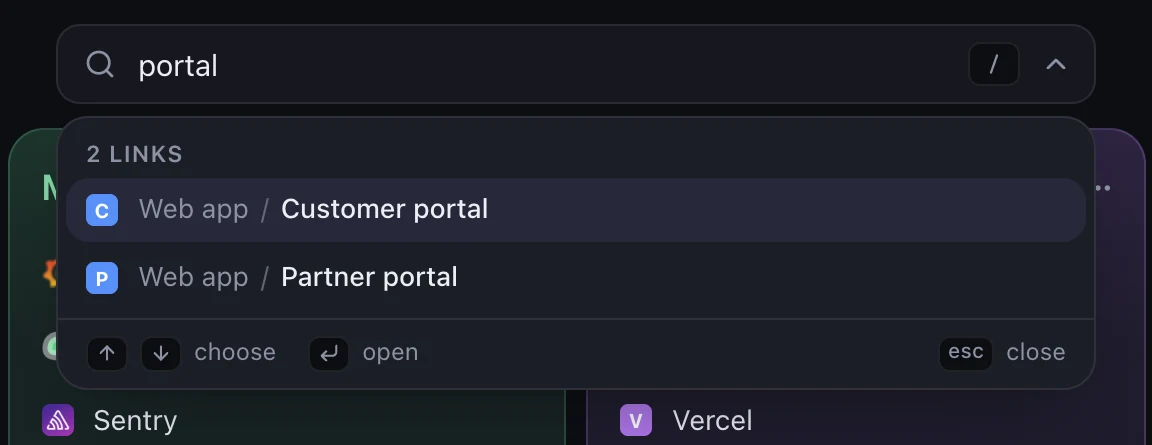 portal /
2 LINKS
C Web app / Customer portal
P Web app / Partner portal
↑ ↓ choose ↵ open esc close
Sentry V Vercel